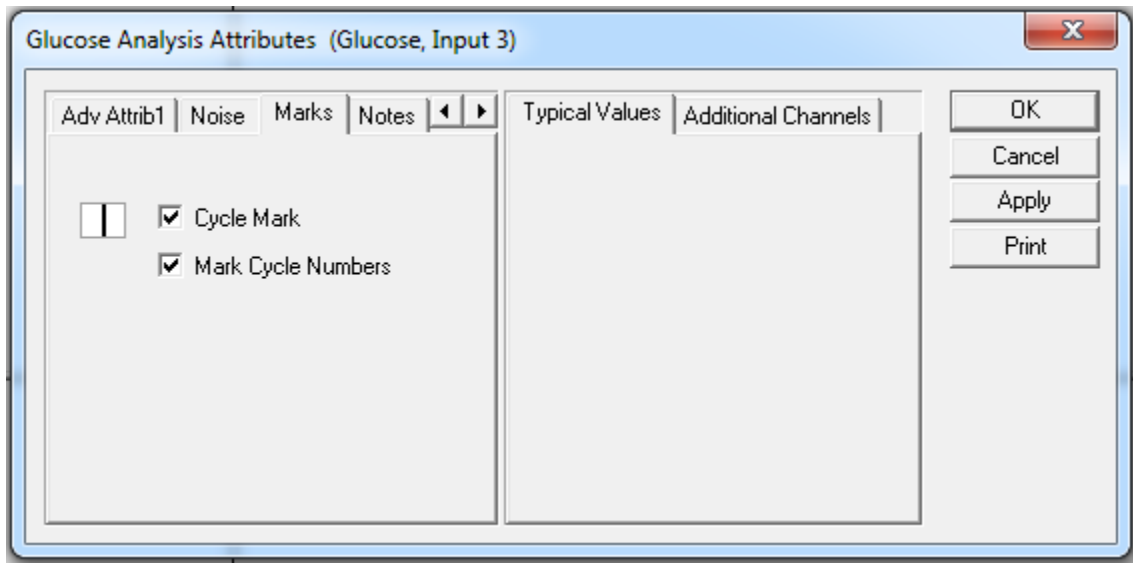 Glucose Analysis Attributes (Glucose, Input 3)
Adv Attrib1 Noise Marks Notes
Typical Values Additional Channels
Cycle Mark
Mark Cycle Numbers
OK
Cancel
Apply
Print